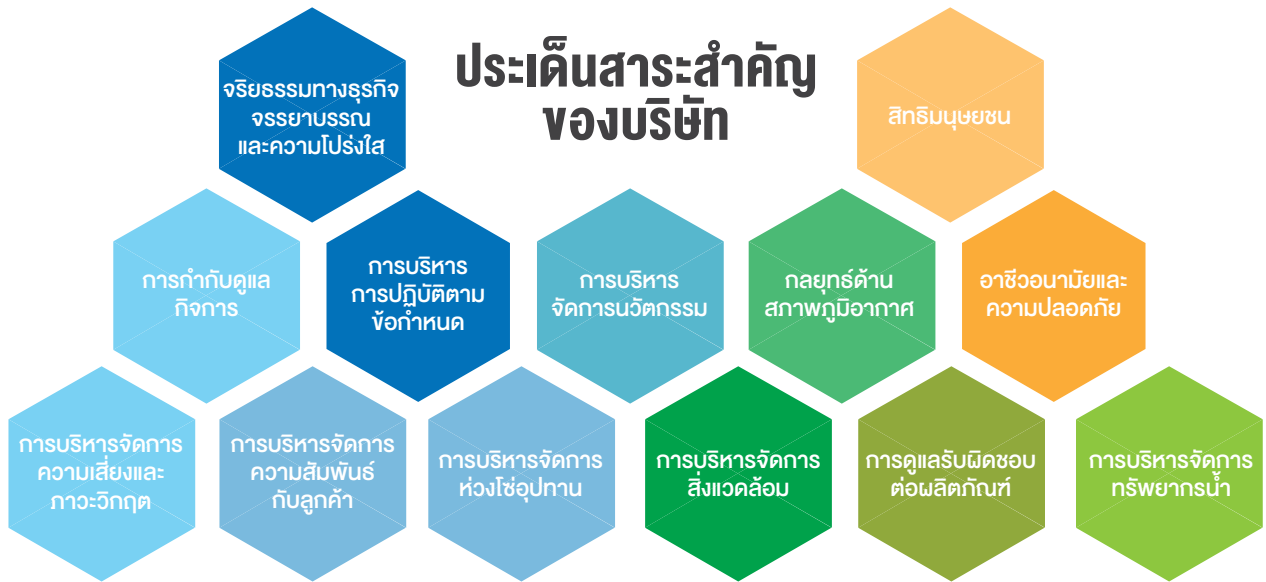 ประเด็นสาระสำคัญ
ของบริษัท
จริยธรรมทางธุรกิจ
จรรยาบรรณ
และความโปร่งใส
สิทธิมนุษยชน
การกำกับดูแล
กิจการ
การบริหาร
การปฏิบัติตาม
ข้อกำหนด
การบริหาร
จัดการนวัตกรรม
กลยุทธ์ด้าน
สภาพภูมิอากาศ
อาชีวอนามัยและ
ความปลอดภัย
การบริหารจัดการ
ความเสี่ยงและ
ภาวะวิกฤต
การบริหารจัดการ
ความสัมพันธ์
กับลูกค้า
การบริหารจัดการ
ห่วงโซ่อุปทาน
การบริหารจัดการ
สิ่งแวดล้อม
การดูแลรับผิดชอบ
ต่อผลิตภัณฑ์
การบริหารจัดการ
ทรัพยากรน้ำ